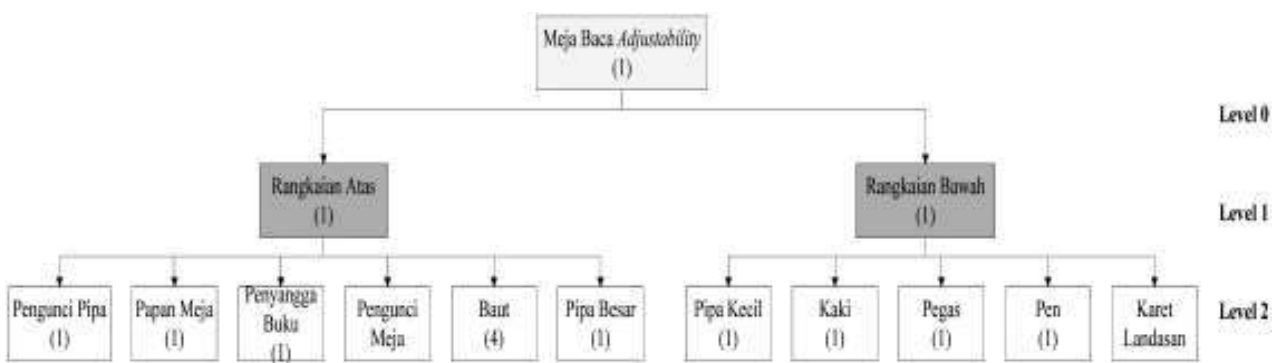 Meja Baca Adjustability
(1)
Level 0
Rangkaian Atas
(1)
Rangkaian Bawah
(1)
Level 1
Pengunci Pipa
(1)
Papan Meja
(1)
Penyangga
Buku
(1)
Pengunci
Meja
Baut
(4)
Pipa Besar
(1)
Pipa Kecil
(1)
Kaki
(1)
Pegas
(1)
Pen
(1)
Karet
Landasan
Level 2